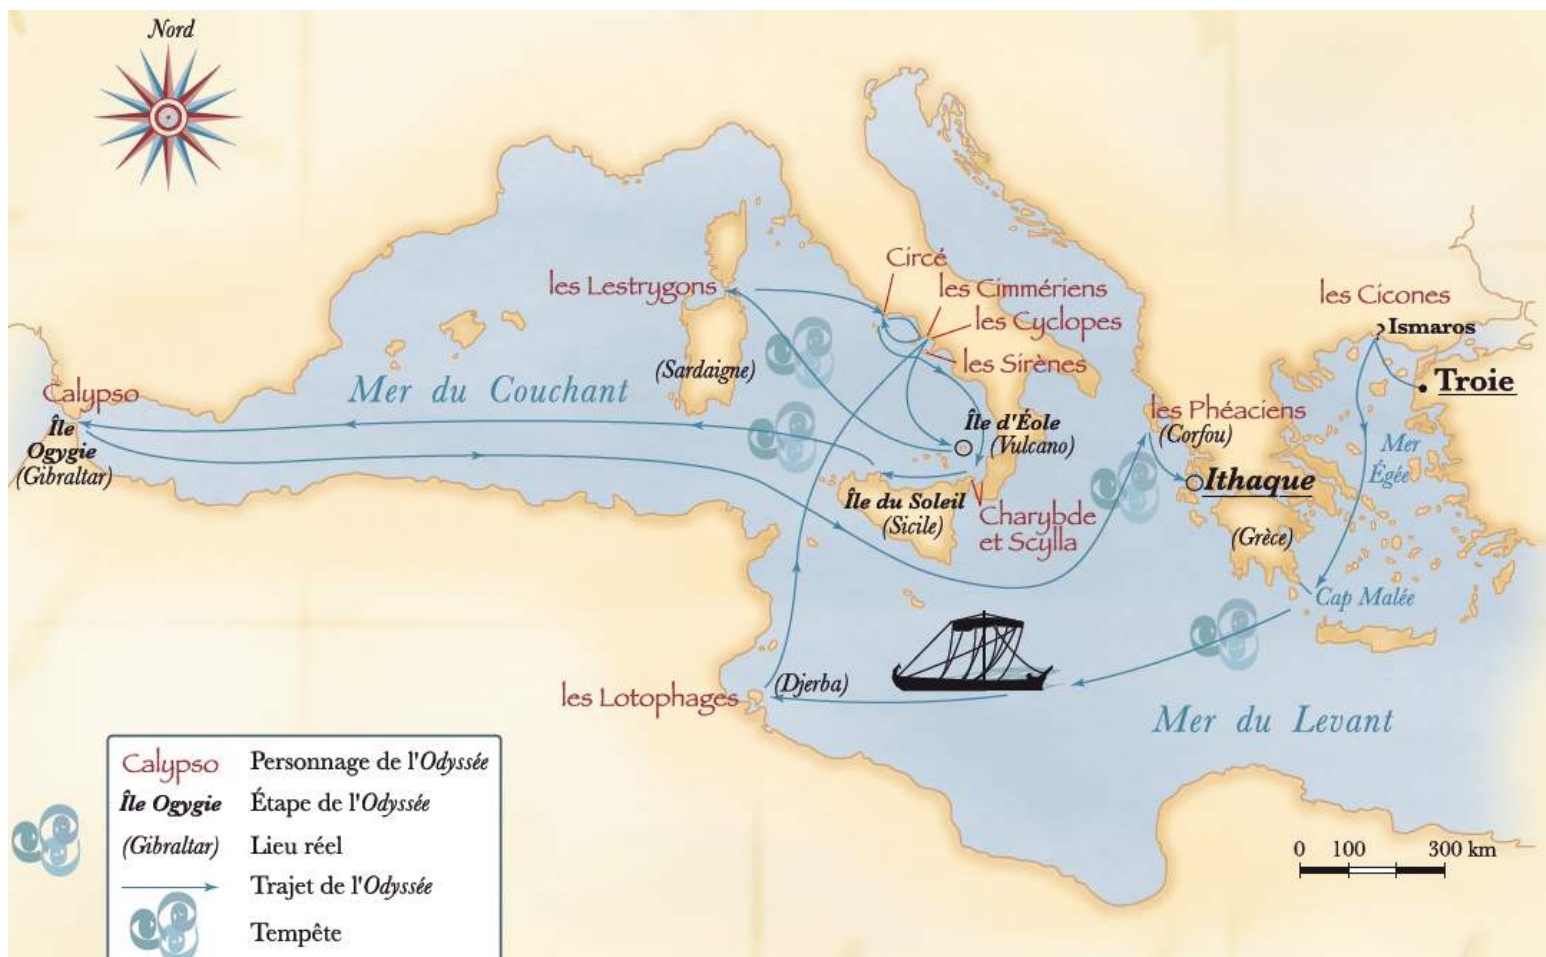 Nord
Circé
les Lestrygons
les Cimmériens
les Cicones
les Cyclopes
Ismaros
les Sirènes
(Sardaigne)
Troie
Mer du Couchant
Calypso
Île
Ogygie
(Gibraltar)
les Phéaciens
(Corfou)
Île d'Éole
(Vulcano)
Mer
Égée
Ithaque
Île du Soleil
(Sicile)
Charybde
et Scylla
(Grèce)
Cap Malée
les Lotophages
(Djerba)
Mer du Levant
Calypso Personnage de l'Odyssée
Île Ogygie Étape de l'Odyssée
(Gibraltar) Lieu réel
Trajet de l'Odyssée
Tempête
0 100 300 km